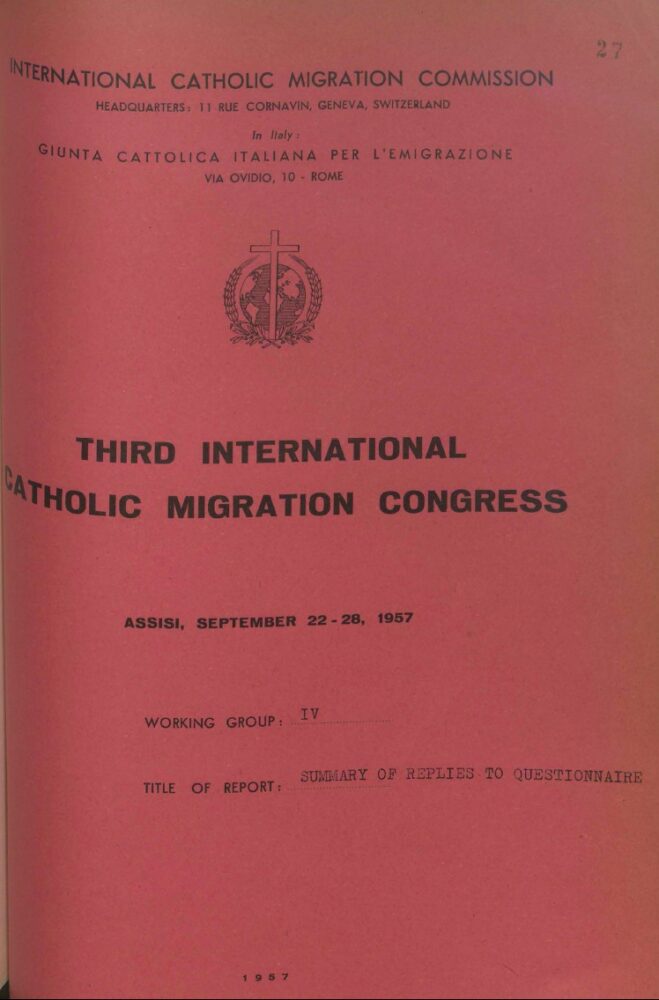 27
INTERNATIONAL CATHOLIC MIGRATION COMMISSION
HEADQUARTERS: 11 RUE CORNAVIN, GENEVA, SWITZERLAND
In Italy:
GIUNTA CATTOLICA ITALIANA PER L'EMIGRAZIONE
VIA OVIDIO, 10 - ROME
THIRD INTERNATIONAL
CATHOLIC MIGRATION CONGRESS
ASSISI, SEPTEMBER 22-28, 1957
WORKING GROUP: IV
TITLE OF REPORT: SUMMARY OF REPLIES TO QUESTIONNAIRE
1957